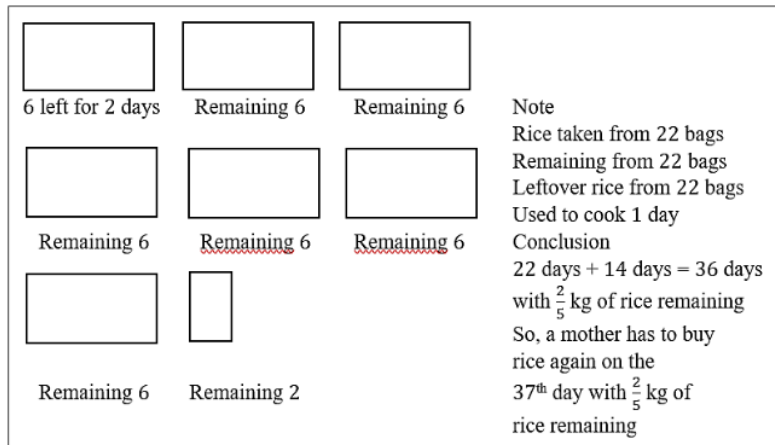 6 left for 2 days
Remaining 6
Remaining 6
Remaining 6
Remaining 6
Remaining 6
Remaining 6
Remaining 2
Note
Rice taken from 22 bags
Remaining from 22 bags
Leftover rice from 22 bags
Used to cook 1 day
Conclusion
22 days + 14 days = 36 days
with 2/5 kg of rice remaining
So, a mother has to buy
rice again on the
37th day with 2/5 kg of
rice remaining